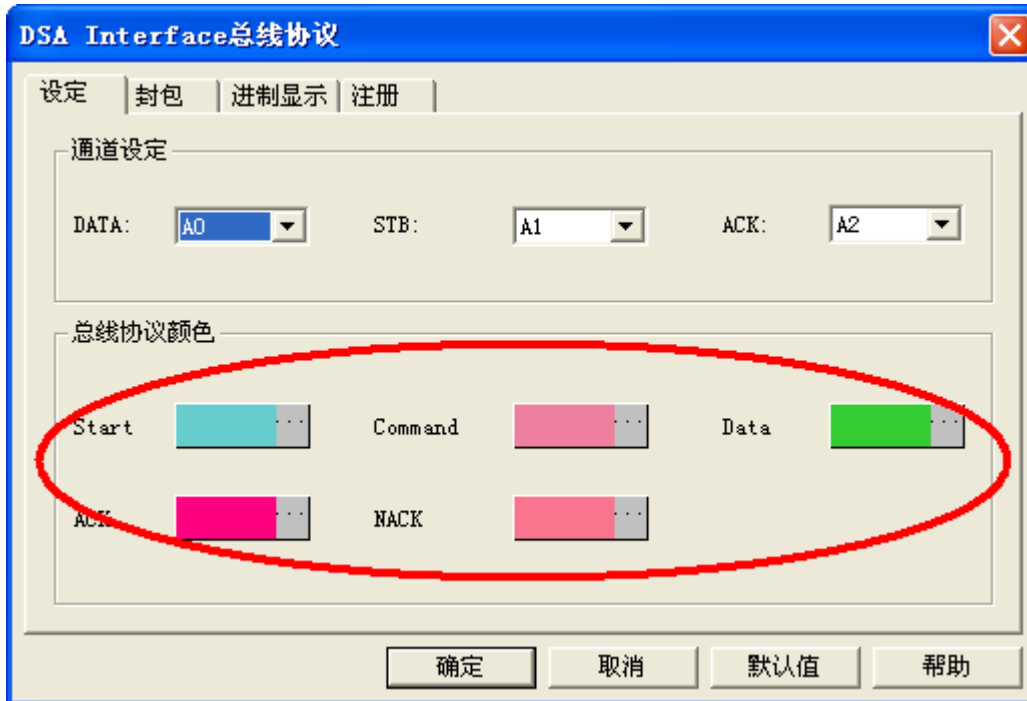 DSA Interface总线协议
设定 封包 进制显示 注册
通道设定
DATA: A0 STB: A1 ACK: A2
总线协议颜色
Start ... Command ... Data ...
ACK ... NACK ...
确定 取消 默认值 帮助